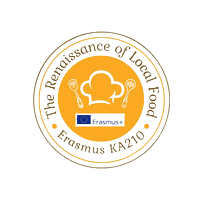 The Renaissance of Local Food
Erasmus+
Erasmus KA210